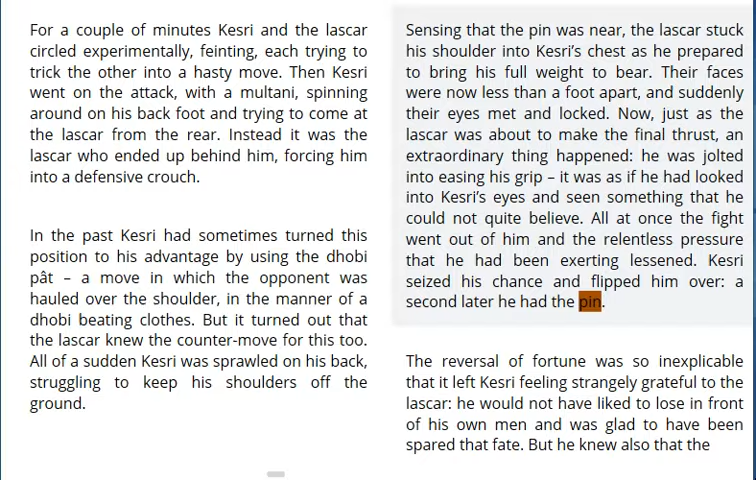 For a couple of minutes Kesri and the lascar
circled experimentally, feinting, each trying to
trick the other into a hasty move. Then Kesri
went on the attack, with a multani, spinning
around on his back foot and trying to come at
the lascar from the rear. Instead it was the
lascar who ended up behind him, forcing him
into a defensive crouch.
In the past Kesri had sometimes turned this
position to his advantage by using the dhobi
pât – a move in which the opponent was
hauled over the shoulder, in the manner of a
dhobi beating clothes. But it turned out that
the lascar knew the counter-move for this too.
All of a sudden Kesri was sprawled on his back,
struggling to keep his shoulders off the
ground.
Sensing that the pin was near, the lascar stuck
his shoulder into Kesri’s chest as he prepared
to bring his full weight to bear. Their faces
were now less than a foot apart, and suddenly
their eyes met and locked. Now, just as the
lascar was about to make the final thrust, an
extraordinary thing happened: he was jolted
into easing his grip – it was as if he had looked
into Kesri’s eyes and seen something that he
could not quite believe. All at once the fight
went out of him and the relentless pressure
that he had been exerting lessened. Kesri
seized his chance and flipped him over: a
second later he had the pin.
The reversal of fortune was so inexplicable
that it left Kesri feeling strangely grateful to the
lascar: he would not have liked to lose in front
of his own men and was glad to have been
spared that fate. But he knew also that the